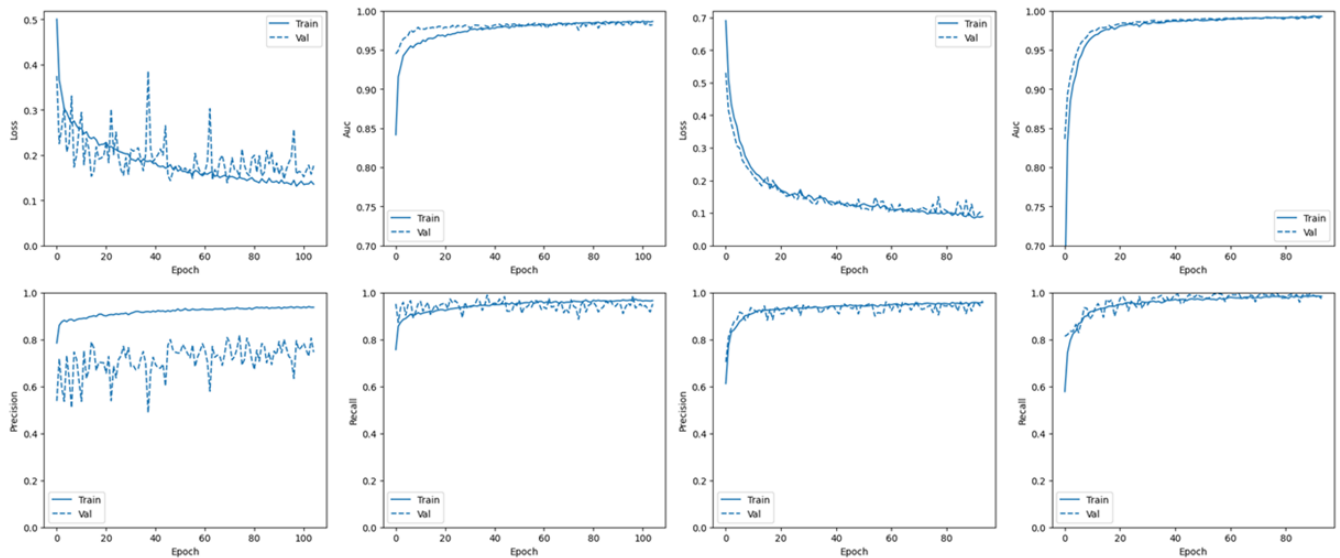 0.5
0.4
0.3
0.2
0.1
0.0
Loss
0 20 40 60 80 100
Epoch
Train
Val
1.00
0.95
0.90
0.85
0.80
0.75
0.70
Auc
0 20 40 60 80 100
Epoch
Train
Val
0.7
0.6
0.5
0.4
0.3
0.2
0.1
0.0
Loss
0 20 40 60 80
Epoch
Train
Val
1.00
0.95
0.90
0.85
0.80
0.75
0.70
Auc
0 20 40 60 80
Epoch
Train
Val
1.0
0.8
0.6
0.4
0.2
0.0
Precision
0 20 40 60 80 100
Epoch
Train
Val
1.0
0.8
0.6
0.4
0.2
0.0
Recall
0 20 40 60 80 100
Epoch
Train
Val
1.0
0.8
0.6
0.4
0.2
0.0
Precision
0 20 40 60 80
Epoch
Train
Val
1.0
0.8
0.6
0.4
0.2
0.0
Recall
0 20 40 60 80
Epoch
Train
Val